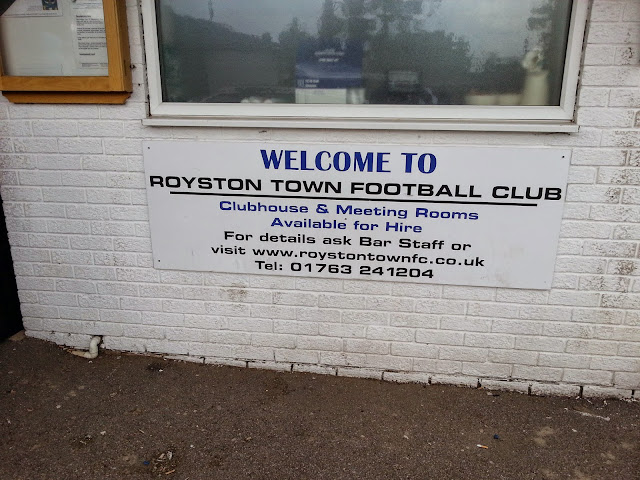 WELCOME TO
ROYSTON TOWN FOOTBALL CLUB
Clubhouse & Meeting Rooms
Available for Hire
For details ask Bar Staff or
visit www.roystontownfc.co.uk
Tel: 01763 241204